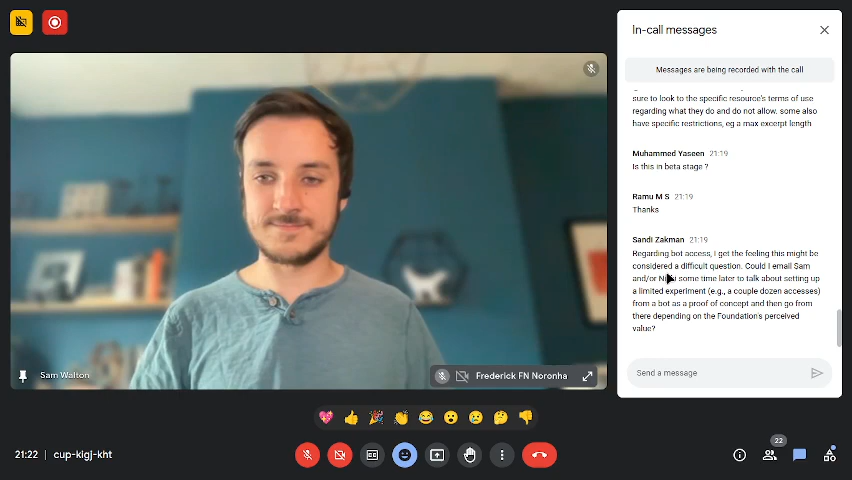 In-call messages
Messages are being recorded with the call
sure to look to the specific resource's terms of use
regarding what they do and do not allow. some also
have specific restrictions, eg a max excerpt length
Muhammed Yaseen 21:19
Is this in beta stage ?
Ramu M S 21:19
Thanks
Sandi Zakman 21:19
Regarding bot access, I get the feeling this might be
considered a difficult question. Could I email Sam
and/or some time later to talk about setting up
a limited experiment (e.g., a couple dozen accesses)
from a bot as a proof of concept and then go from
there depending on the Foundation's perceived
value?
Send a message
Sam Walton
Frederick FN Noronha
21:22 cup-kigj-kht
22